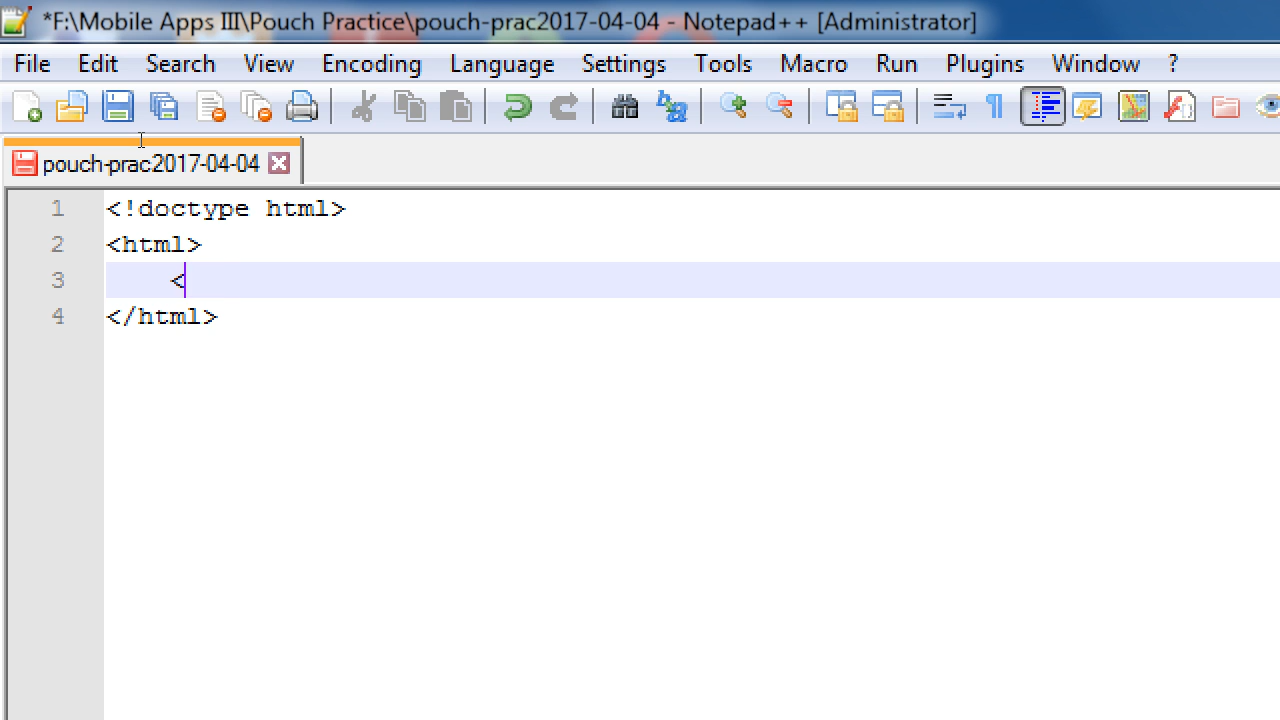 *F:\Mobile Apps III\Pouch Practice\pouch-prac2017-04-04 - Notepad++ [Administrator]
File Edit Search View Encoding Language Settings Tools Macro Run Plugins Window ?
pouch-prac2017-04-04
1 <!doctype html>
2 <html>
3     <
4 </html>